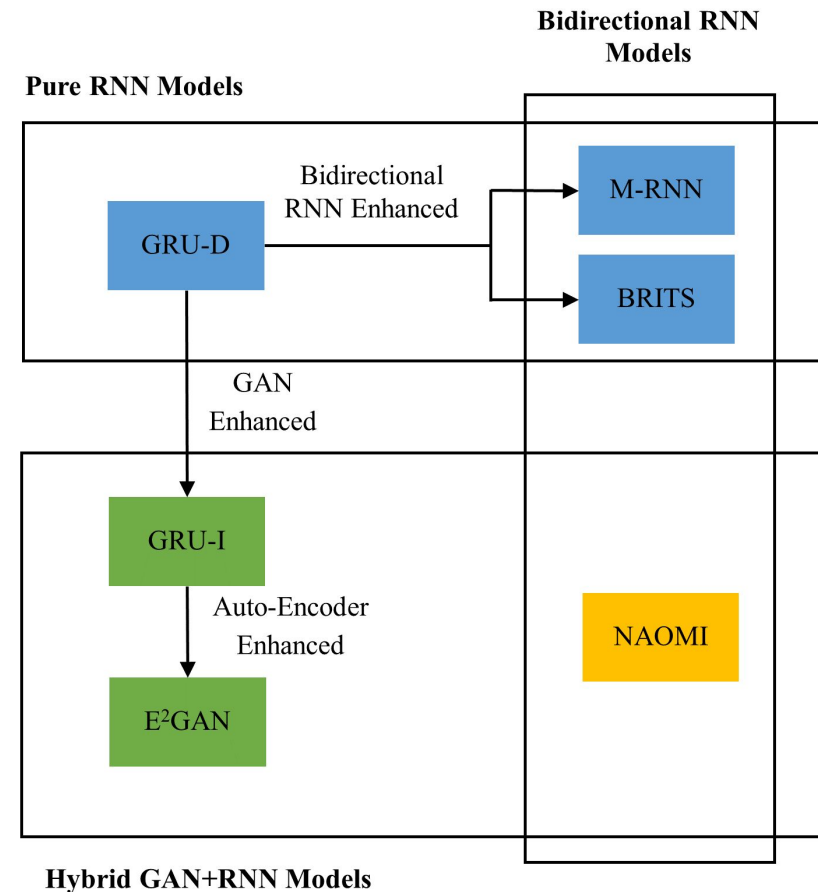 Bidirectional RNN
Models
Pure RNN Models
Bidirectional
RNN Enhanced
M-RNN
GRU-D
BRITS
GAN
Enhanced
GRU-I
Auto-Encoder
Enhanced
NAOMI
E²GAN
Hybrid GAN+RNN Models